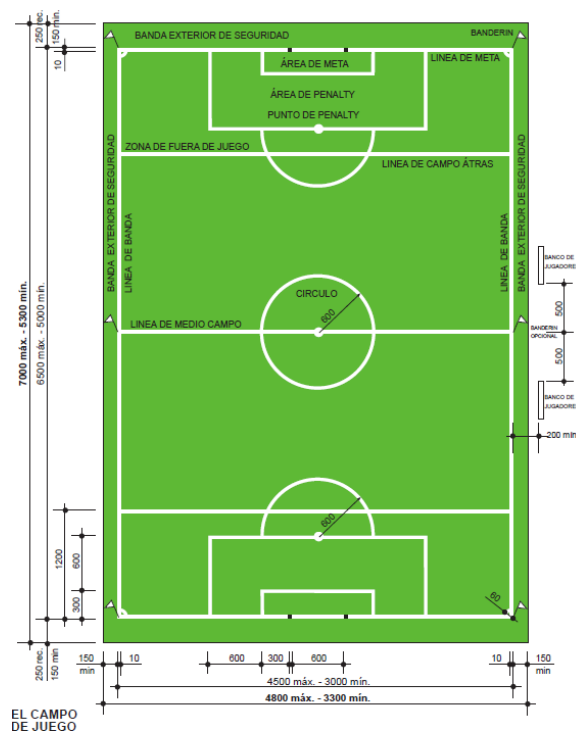 BANDA EXTERIOR DE SEGURIDAD
BANDERIN
LINEA DE META
ÁREA DE META
ÁREA DE PENALTY
PUNTO DE PENALTY
ZONA DE FUERA DE JUEGO
LINEA DE CAMPO ÁTRAS
BANDA EXTERIOR DE SEGURIDAD
LINEA DE BANDA
LINEA DE BANDA
BANDA EXTERIOR DE SEGURIDAD
CIRCULO
600
LINEA DE MEDIO CAMPO
BANCO DE
JUGADORES
500
BANDERIN
OPCIONAL
500
BANCO DE
JUGADORES
200 min
600
60
250 rec.
150 min.
10
7000 máx. - 5300 mín.
6500 máx. - 5000 mín.
1200
600
300
250 rec.
150 min
150
min
10
600
300
600
10
150
min
4500 máx. - 3000 mín.
4800 máx. - 3300 mín.
EL CAMPO
DE JUEGO